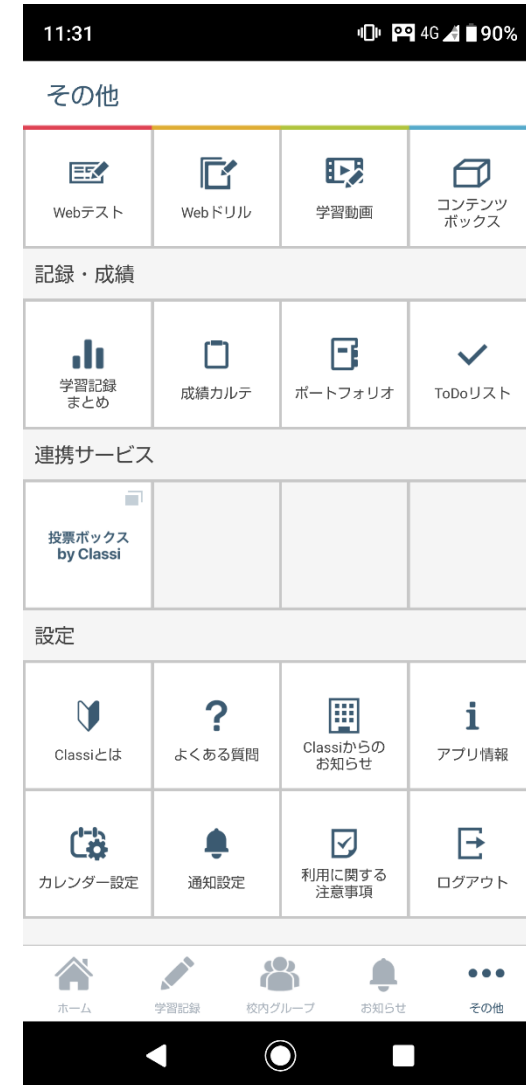 11:31
4G 90%
その他
Webテスト
Webドリル
学習動画
コンテンツ
ボックス
記録・成績
学習記録
まとめ
成績カルテ
ポートフォリオ
ToDoリスト
連携サービス
投票ボックス
by Classi
設定
Classiとは
よくある質問
Classiからの
お知らせ
アプリ情報
カレンダー設定
通知設定
利用に関する
注意事項
ログアウト
ホーム
学習記録
校内グループ
お知らせ
その他